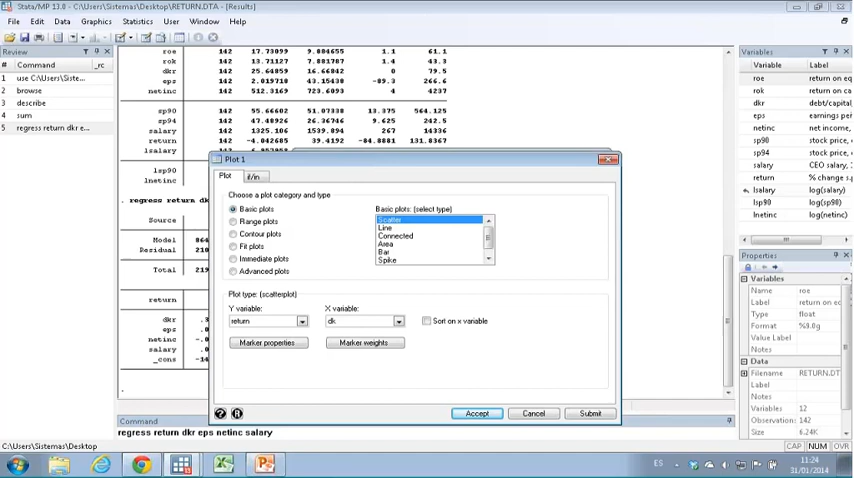 Stata/MP 13.0 - C:\Users\Sistemas\Desktop\RETURN.DTA - [Results]
File Edit Data Graphics Statistics User Window Help
Review
# Command _rc
1 use C:\Users\Siste...
2 browse
3 describe
4 sum
5 regress return dkr e...
roe 142 17.73099 9.884655 1.1 61.1
rok 142 13.71127 7.881787 1.4 43.3
dkr 142 25.64859 16.66842 0 79.5
eps 142 2.019718 43.15438 -89.3 266.6
netinc 142 512.3169 723.6093 4 4237
sp90 142 55.66602 51.07338 13.375 564.125
sp94 142 47.48926 26.36746 9.625 242.5
salary 142 1325.106 1539.894 267 14336
return 142 -4.042685 39.4192 -84.8881 131.8367
lsalary
lsp90
lnetinc
. regress return dk
Source
Model 864
Residual 210
Total 219
return
dkr .3
eps .
netinc -.0
salary .0
_cons -14
.
Plot 1
Plot if/in
Choose a plot category and type
Basic plots
Range plots
Contour plots
Fit plots
Immediate plots
Advanced plots
Basic plots: (select type)
Scatter
Line
Connected
Area
Bar
Spike
Plot type: (scatterplot)
Y variable: X variable:
return dk Sort on x variable
Marker properties Marker weights
Accept Cancel Submit
Command
regress return dkr eps netinc salary
Variables
Variable Label
roe return on eq
rok return on ca
dkr debt/capital,
eps earnings per
netinc net income,
sp90 stock price,
sp94 stock price,
salary CEO salary,
return % change s
lsalary log(salary)
lsp90 log(sp90)
lnetinc log(netinc)
Properties
Variables
Name roe
Label return on eq
Type float
Format %9.0g
Value Label
Notes
Data
Filename RETURN.DT
Label
Notes
Variables 12
Observation 142
Size 6.24K
C:\Users\Sistemas\Desktop
CAP NUM OVR
ES
11:24
31/01/2014